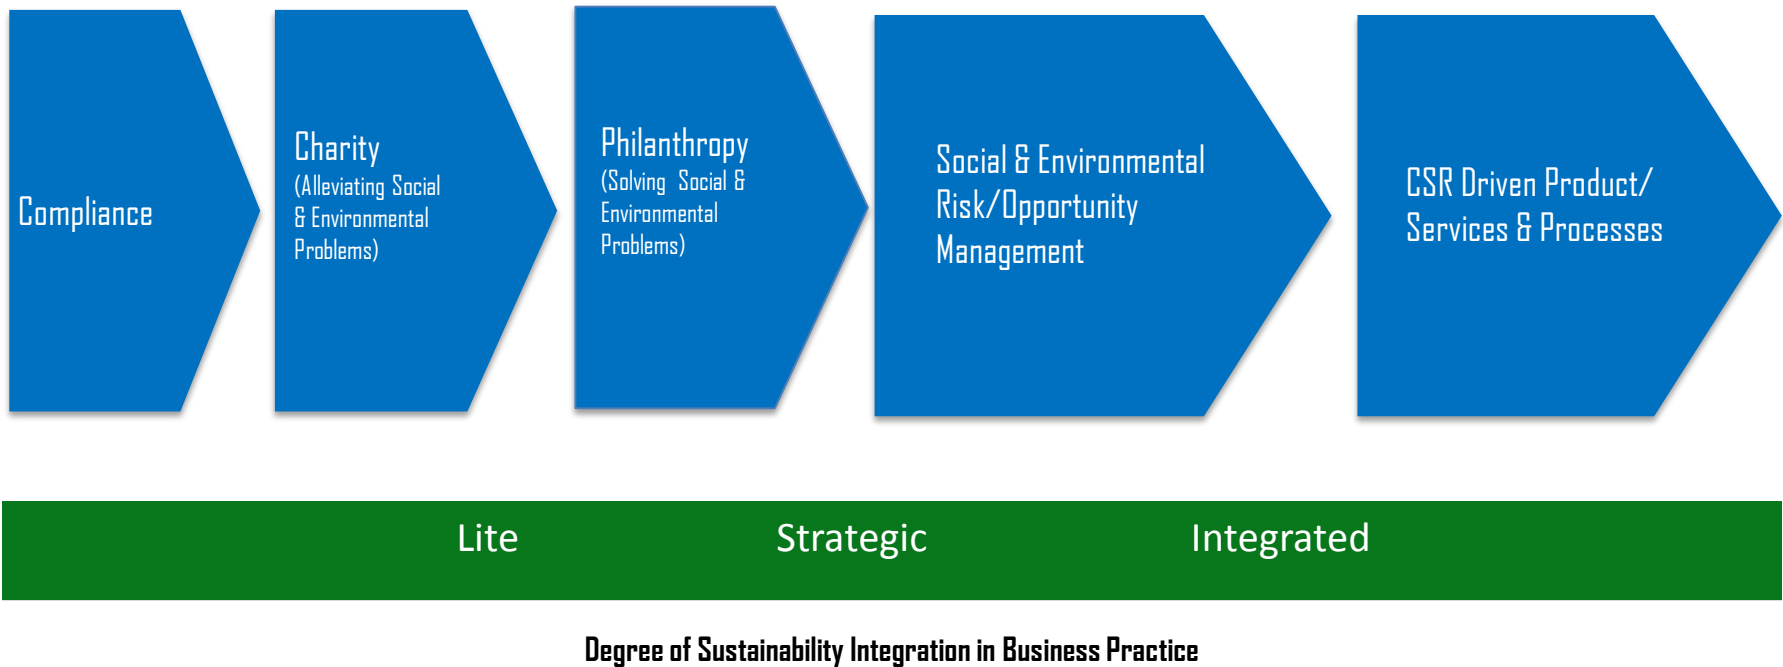 Compliance
Charity
(Alleviating Social
& Environmental
Problems)
Philanthropy
(Solving Social &
Environmental
Problems)
Social & Environmental
Risk/Opportunity
Management
CSR Driven Product/
Services & Processes
Lite
Strategic
Integrated
Degree of Sustainability Integration in Business Practice